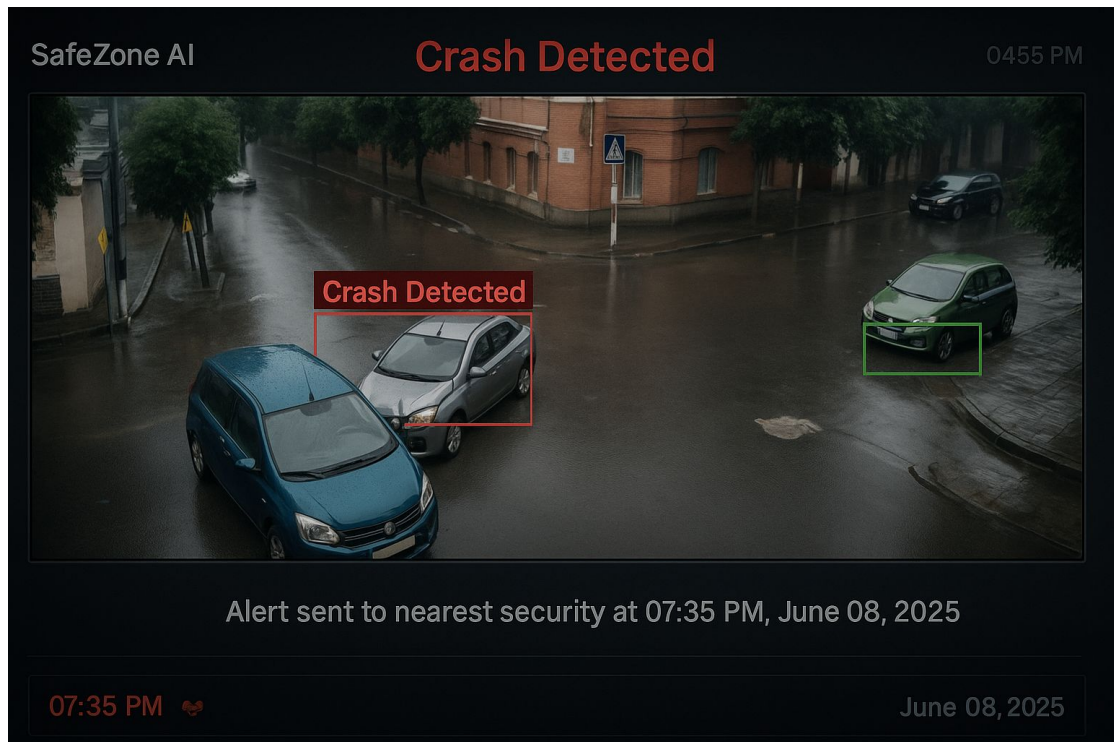 SafeZone AI
Crash Detected
0455 PM
Crash Detected
Alert sent to nearest security at 07:35 PM, June 08, 2025
07:35 PM
June 08, 2025